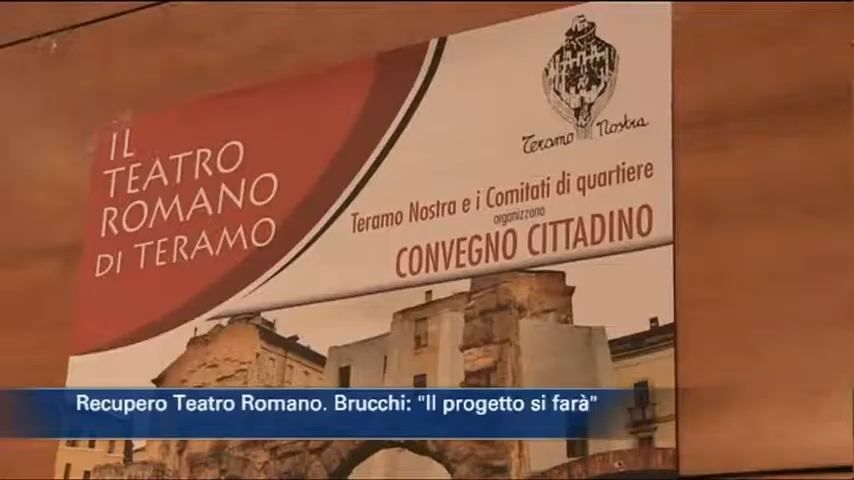 IL
TEATRO
ROMANO
DI TERAMO
Teramo Nostra
Teramo Nostra e i Comitati di quartiere
organizzano
CONVEGNO CITTADINO
Recupero Teatro Romano. Brucchi: "Il progetto si farà"